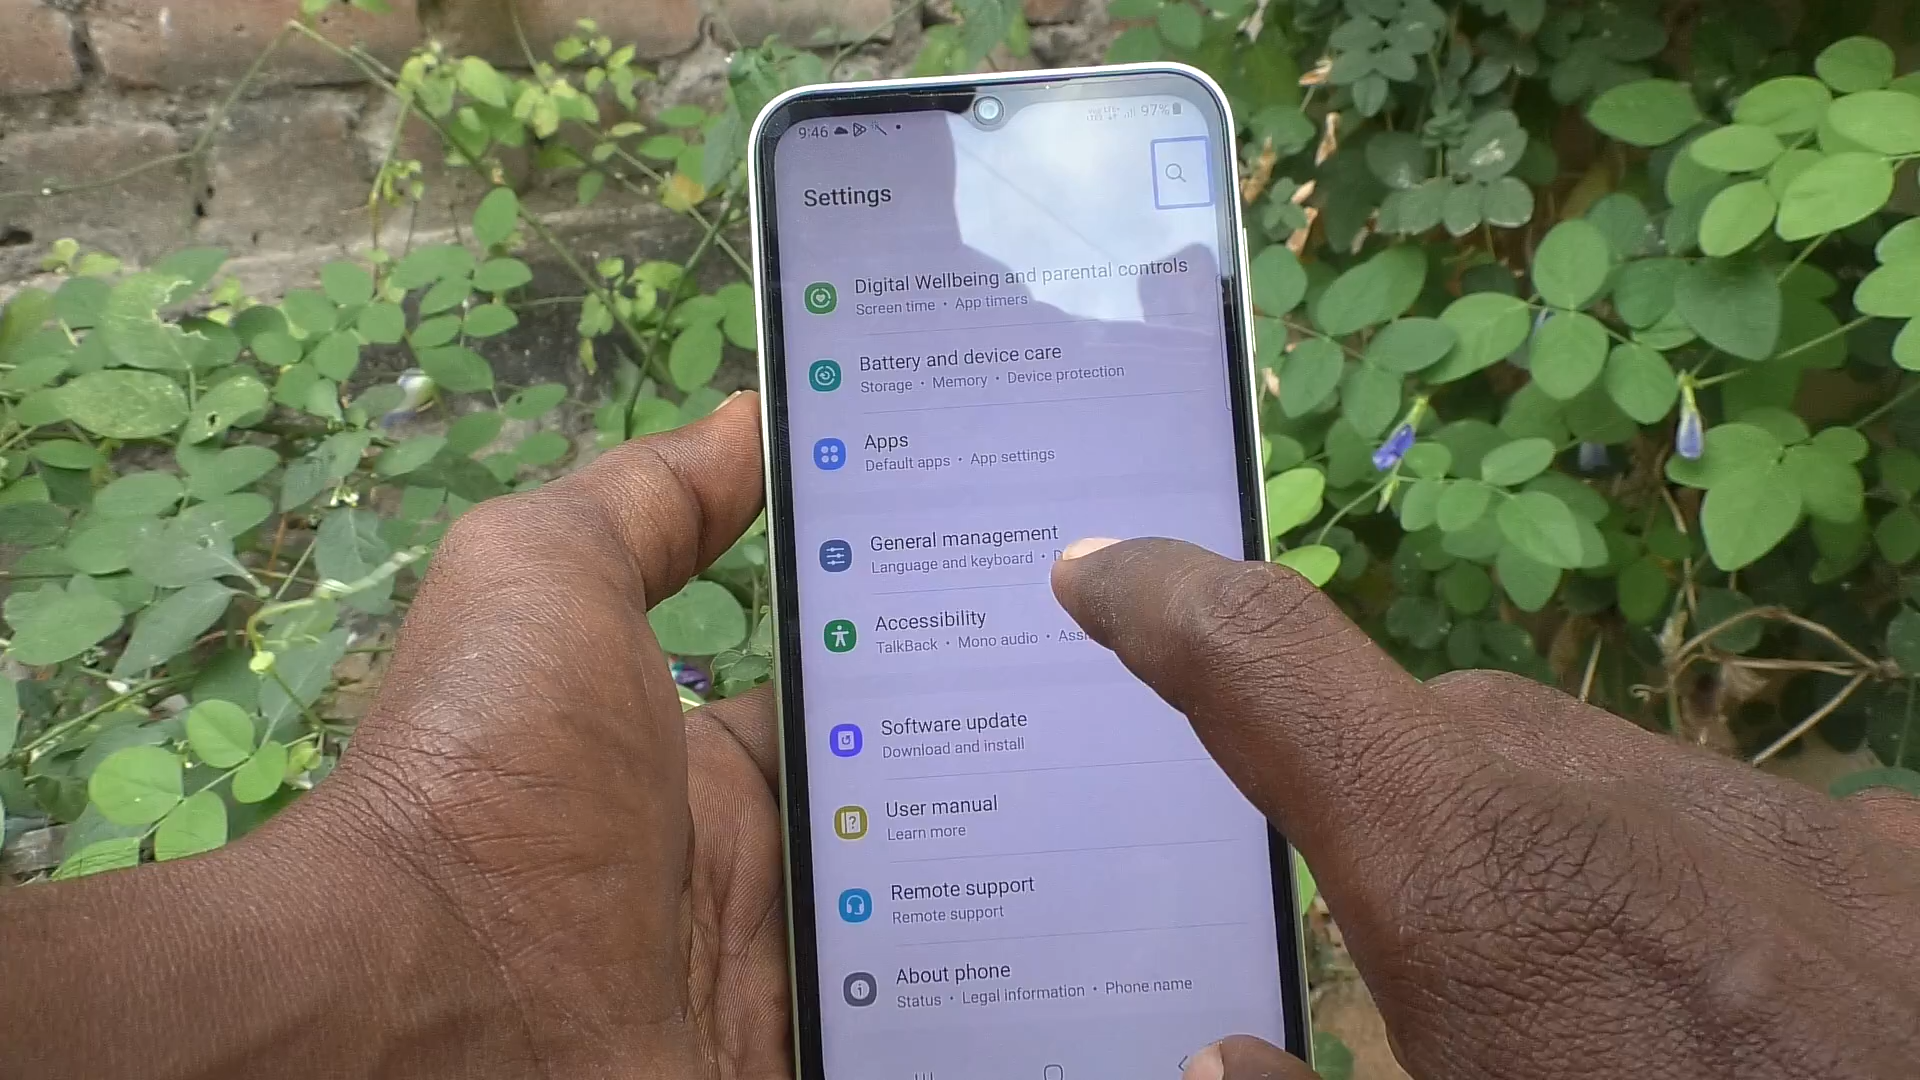 9:46
97%
Settings
Digital Wellbeing and parental controls
Screen time • App timers
Battery and device care
Storage • Memory • Device protection
Apps
Default apps • App settings
General management
Language and keyboard •
Accessibility
TalkBack • Mono audio •
Software update
Download and install
User manual
Learn more
Remote support
Remote support
About phone
Status • Legal information • Phone name